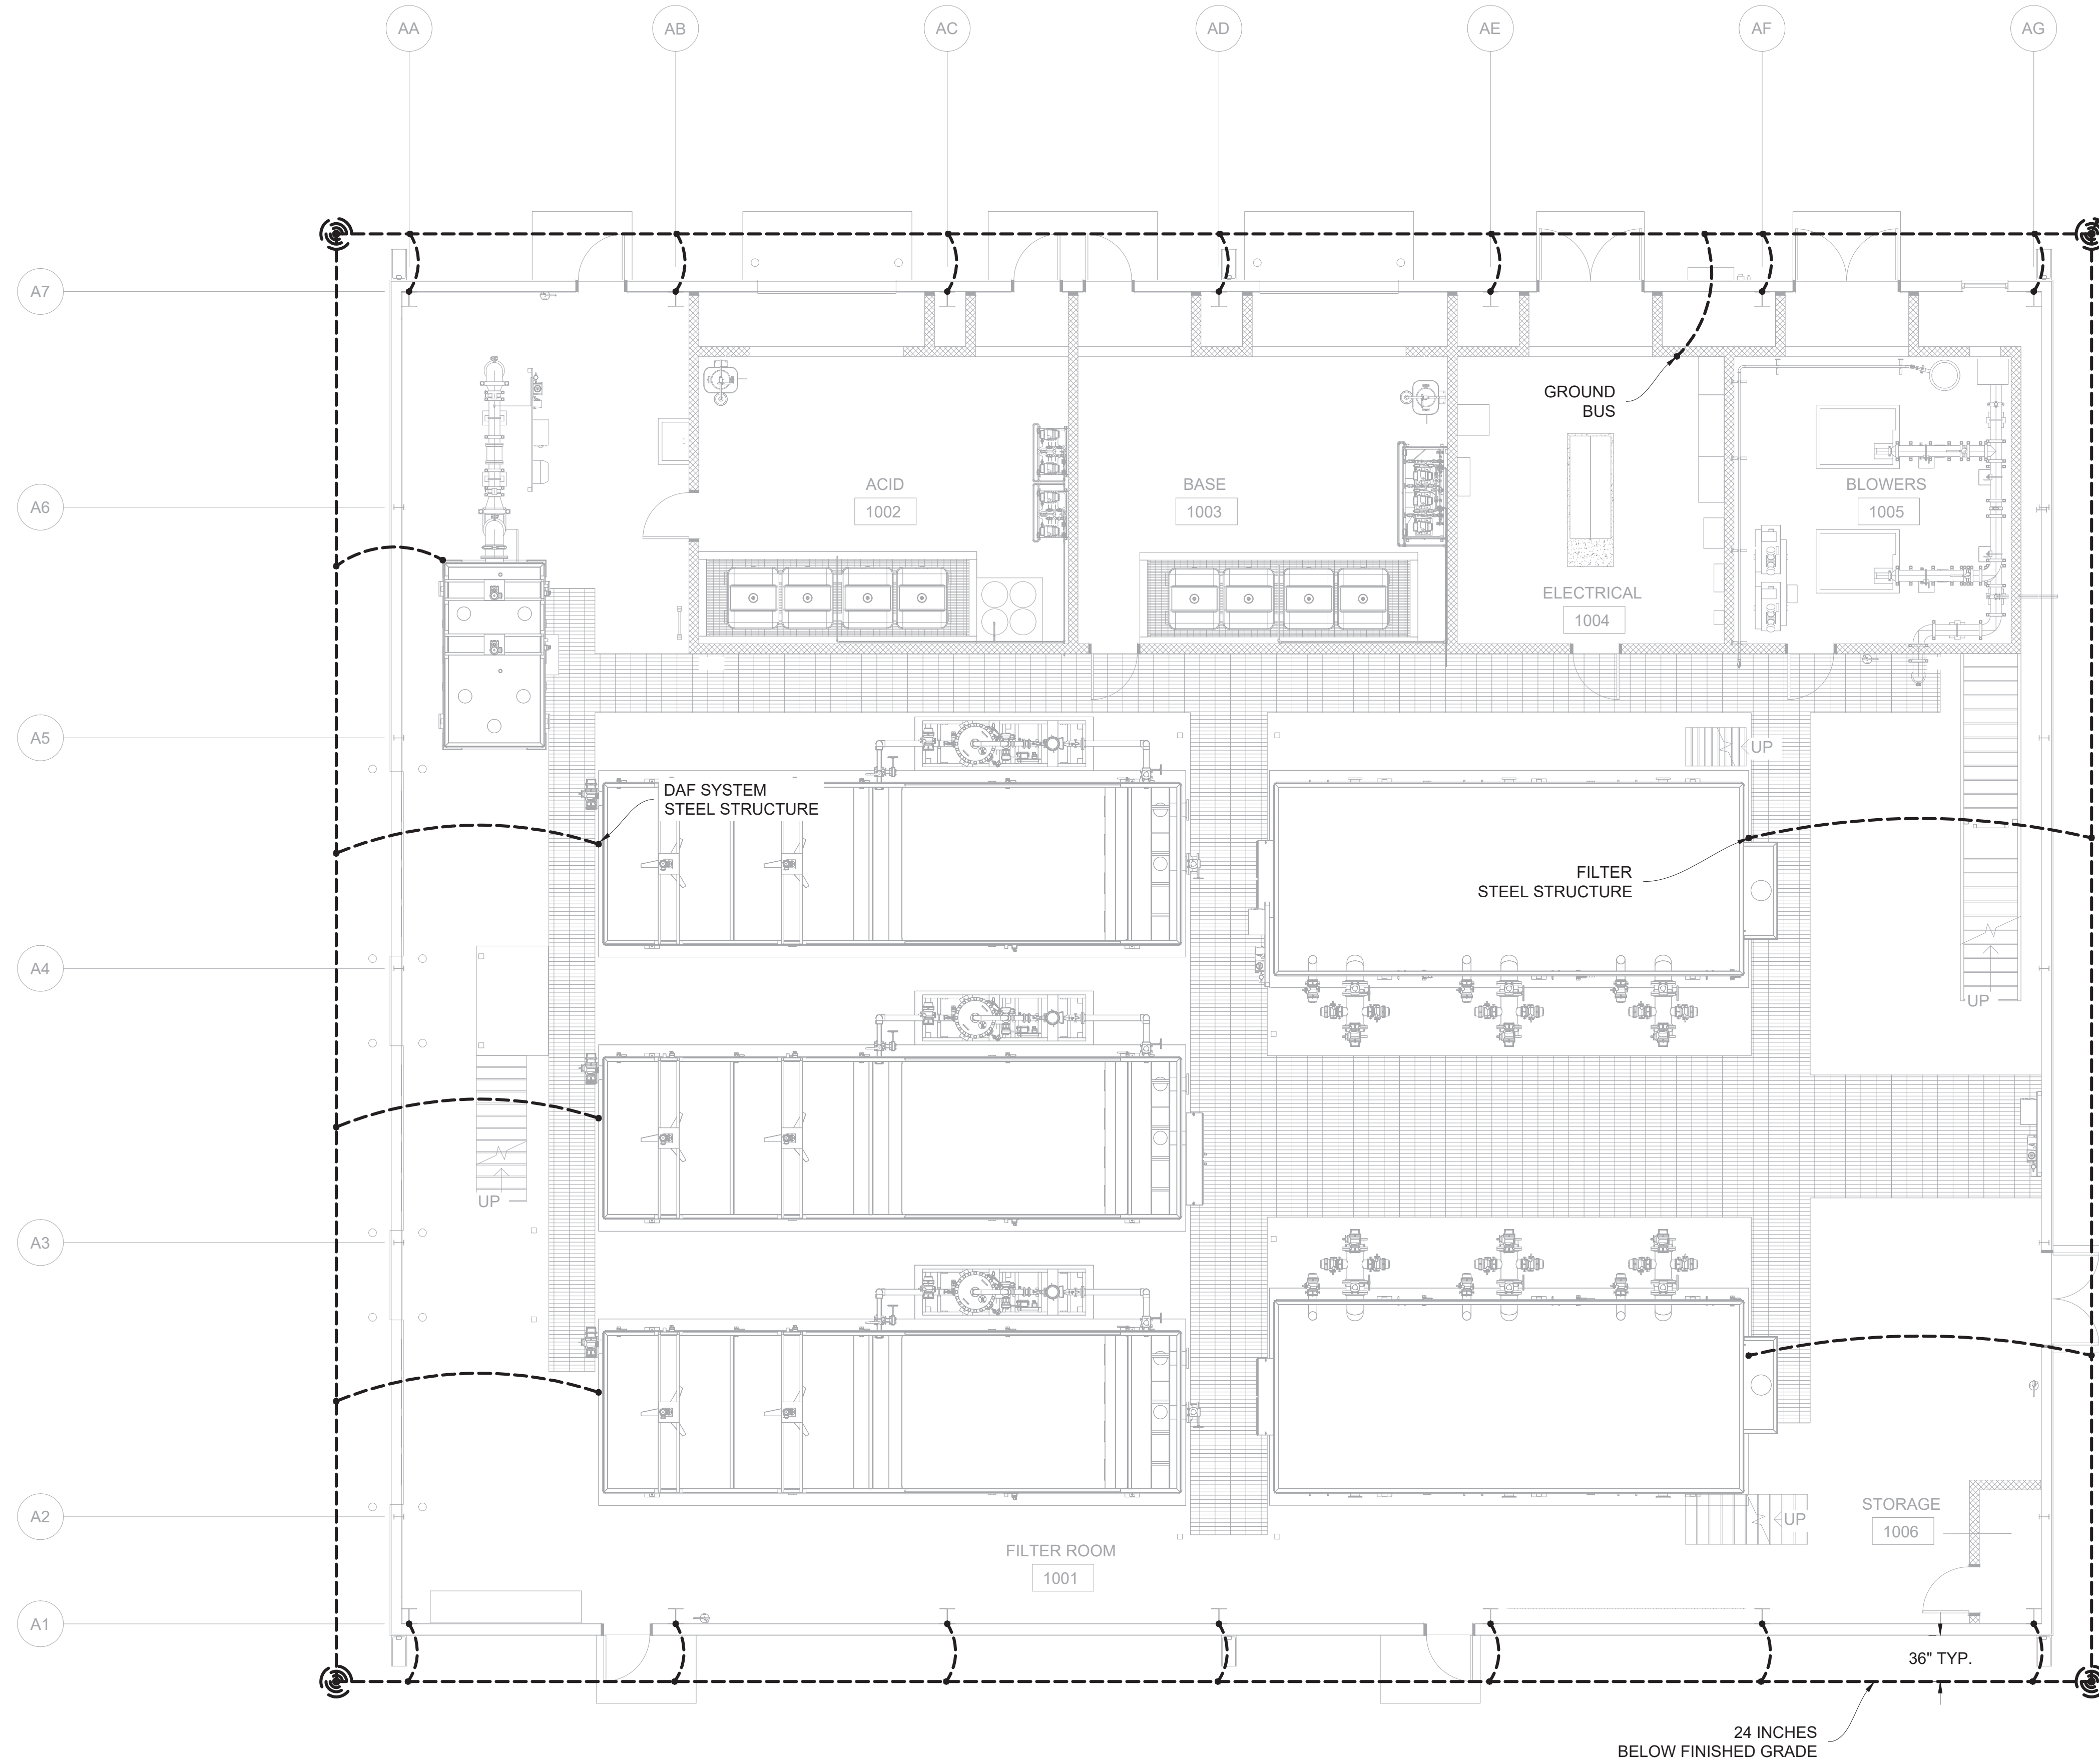 AA
AB
AC
AD
AE
AF
AG
A7
GROUND
BUS
A6
ACID
1002
BASE
1003
BLOWERS
1005
ELECTRICAL
1004
A5
UP
DAF SYSTEM
STEEL STRUCTURE
FILTER
STEEL STRUCTURE
A4
UP
UP
A3
A2
STORAGE
1006
UP
FILTER ROOM
1001
A1
36" TYP.
24 INCHES
BELOW FINISHED GRADE